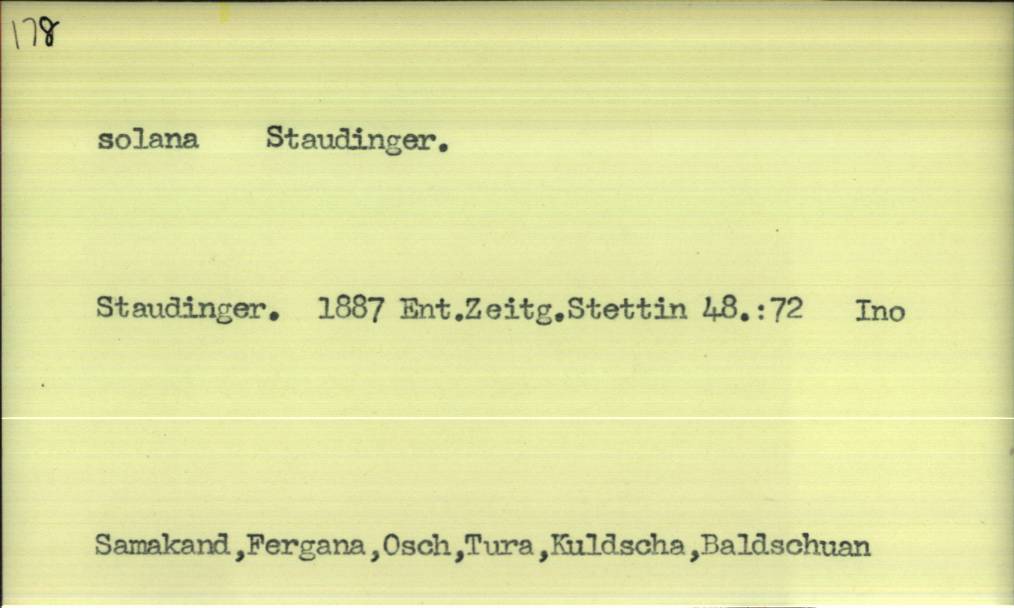 178
solana Staudinger.
Staudinger. 1887 Ent.Zeitg.Stettin 48.:72 Ino
Samakand,Fergana,Osch,Tura,Kuldscha,Baldschuan